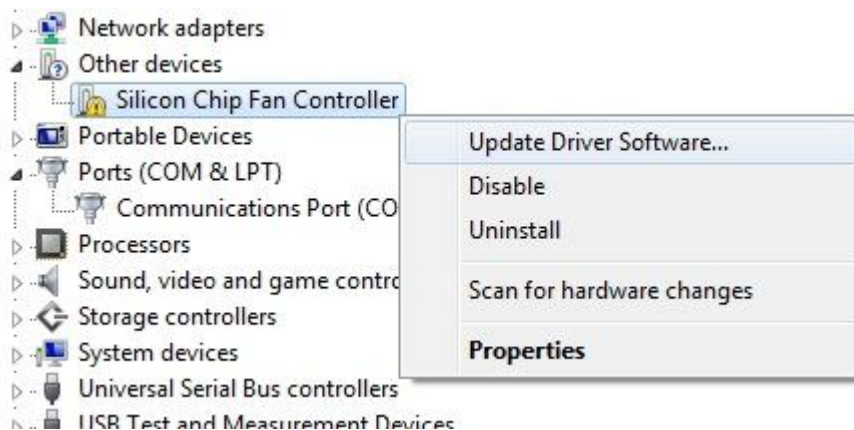 Network adapters
Other devices
Silicon Chip Fan Controller
Portable Devices
Ports (COM & LPT)
Communications Port (CO
Processors
Sound, video and game contro
Storage controllers
System devices
Universal Serial Bus controllers
USB Test and Measurement Devices
Update Driver Software...
Disable
Uninstall
Scan for hardware changes
Properties